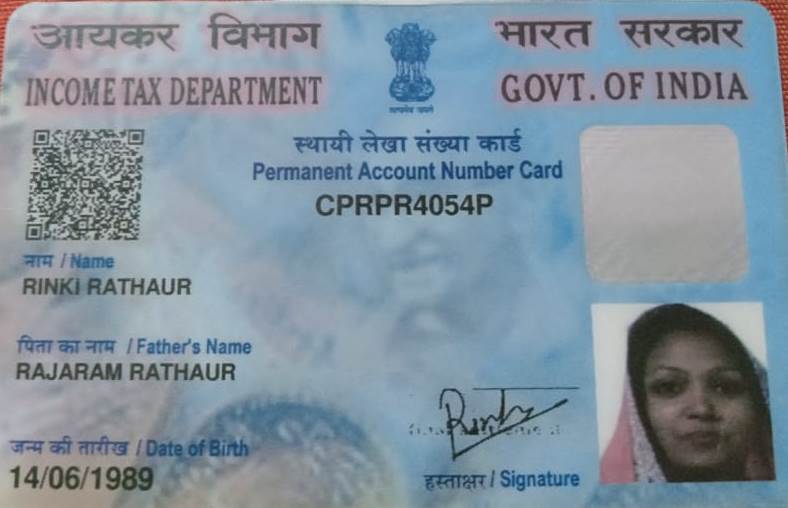 आयकर विभाग
भारत सरकार
INCOME TAX DEPARTMENT
GOVT. OF INDIA
सत्यमेव जयते
स्थायी लेखा संख्या कार्ड
Permanent Account Number Card
CPRPR4054P
नाम / Name
RINKI RATHAUR
पिता का नाम / Father's Name
RAJARAM RATHAUR
जन्म की तारीख / Date of Birth
14/06/1989
हस्ताक्षर / Signature